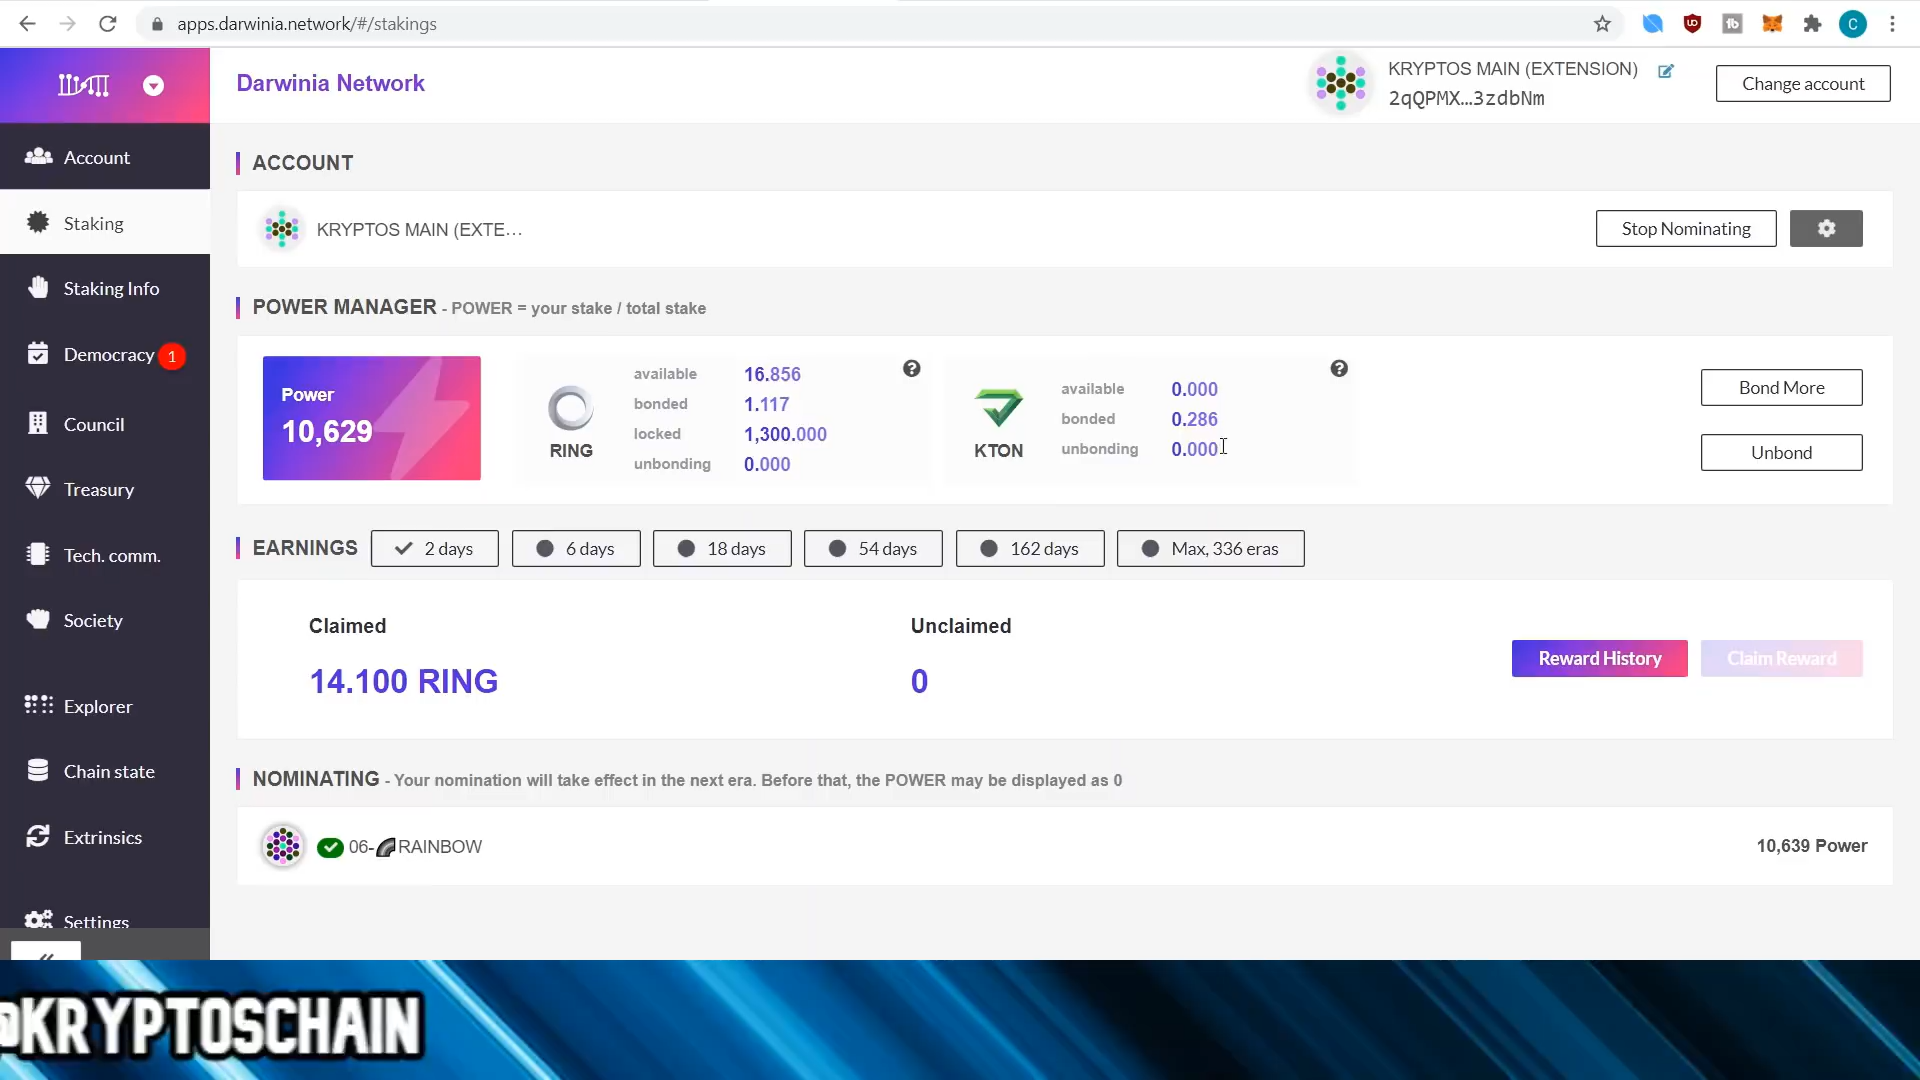 apps.darwinia.network/#/stakings
Darwinia Network
KRYPTOS MAIN (EXTENSION)
2qQPMX...3zdbNm
Change account
Account
Staking
Staking Info
Democracy 1
Council
Treasury
Tech. comm.
Society
Explorer
Chain state
Extrinsics
Settings
ACCOUNT
KRYPTOS MAIN (EXTE...
Stop Nominating
POWER MANAGER - POWER = your stake / total stake
Power
10,629
RING
available 16.856
bonded 1.117
locked 1,300.000
unbonding 0.000
KTON
available 0.000
bonded 0.286
unbonding 0.000
Bond More
Unbond
EARNINGS 2 days 6 days 18 days 54 days 162 days Max, 336 eras
Claimed
14.100 RING
Unclaimed
0
Reward History
Claim Reward
NOMINATING - Your nomination will take effect in the next era. Before that, the POWER may be displayed as 0
06-🌈RAINBOW
10,639 Power
@KRYPTOSCHAIN